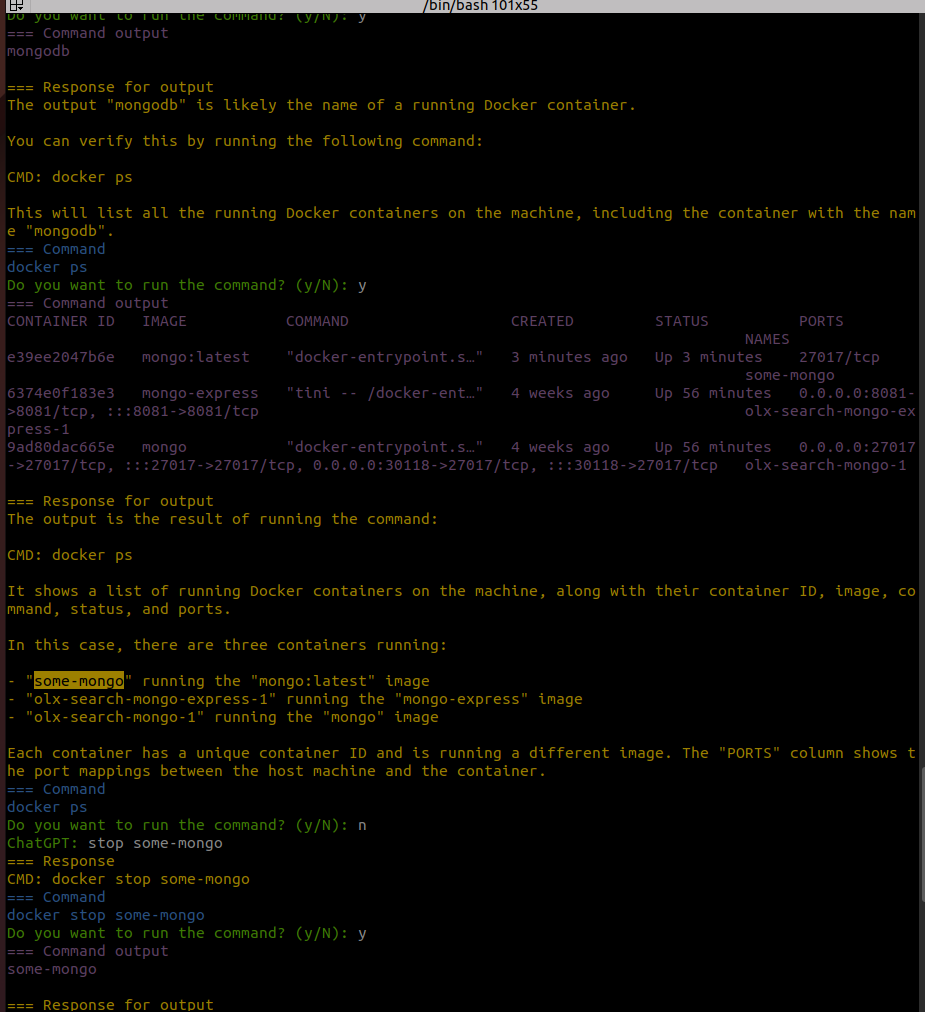 /bin/bash 101x55
Do you want to run the command? (y/N): y
=== Command output
mongodb
=== Response for output
The output "mongodb" is likely the name of a running Docker container.
You can verify this by running the following command:
CMD: docker ps
This will list all the running Docker containers on the machine, including the container with the nam
e "mongodb".
=== Command
docker ps
Do you want to run the command? (y/N): y
=== Command output
CONTAINER ID   IMAGE           COMMAND                  CREATED         STATUS          PORTS
NAMES
e39ee2047b6e   mongo:latest    "docker-entrypoint.s…"   3 minutes ago   Up 3 minutes    27017/tcp
some-mongo
6374e0f183e3   mongo-express   "tini -- /docker-ent…"   4 weeks ago     Up 56 minutes   0.0.0.0:8081-
>8081/tcp, :::8081->8081/tcp                                                      olx-search-mongo-ex
press-1
9ad80dac665e   mongo           "docker-entrypoint.s…"   4 weeks ago     Up 56 minutes   0.0.0.0:27017
->27017/tcp, :::27017->27017/tcp, 0.0.0.0:30118->27017/tcp, :::30118->27017/tcp   olx-search-mongo-1
=== Response for output
The output is the result of running the command:
CMD: docker ps
It shows a list of running Docker containers on the machine, along with their container ID, image, co
mmand, status, and ports.
In this case, there are three containers running:
- "some-mongo" running the "mongo:latest" image
- "olx-search-mongo-express-1" running the "mongo-express" image
- "olx-search-mongo-1" running the "mongo" image
Each container has a unique container ID and is running a different image. The "PORTS" column shows t
he port mappings between the host machine and the container.
=== Command
docker ps
Do you want to run the command? (y/N): n
ChatGPT: stop some-mongo
=== Response
CMD: docker stop some-mongo
=== Command
docker stop some-mongo
Do you want to run the command? (y/N): y
=== Command output
some-mongo
=== Response for output